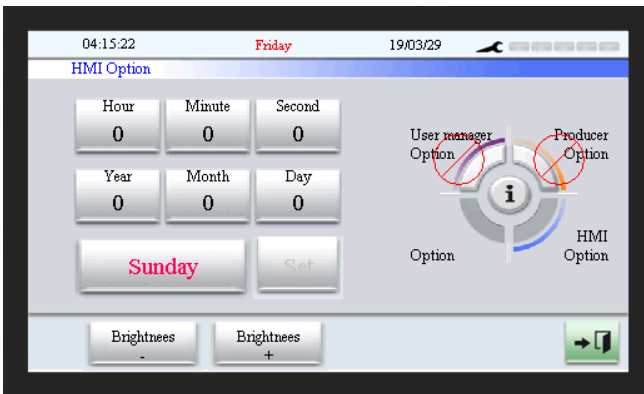 04:15:22 Friday 19/03/29
HMI Option
Hour Minute Second
0 0 0
Year Month Day
0 0 0
Sunday Set
User manager Option
Producer Option
i
Option
HMI Option
Brightnees - Brightnees +